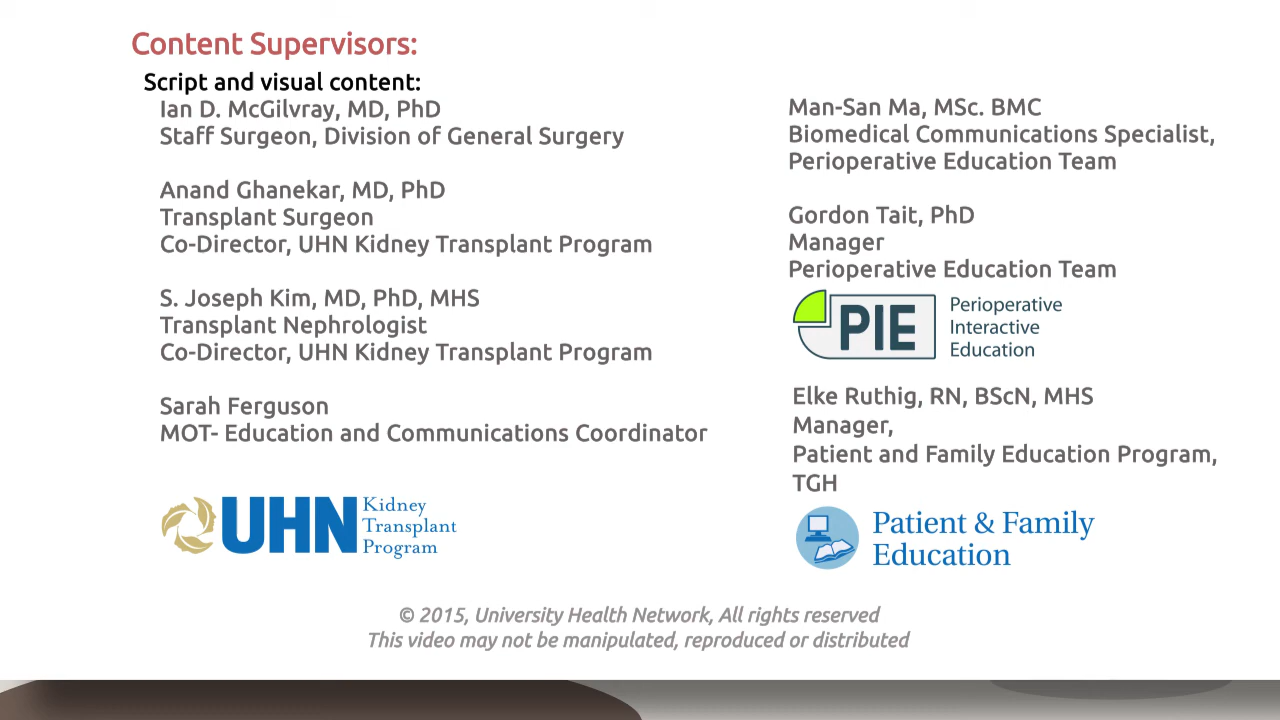 Content Supervisors:
Script and visual content:
Ian D. McGilvray, MD, PhD
Staff Surgeon, Division of General Surgery
Anand Ghanekar, MD, PhD
Transplant Surgeon
Co-Director, UHN Kidney Transplant Program
S. Joseph Kim, MD, PhD, MHS
Transplant Nephrologist
Co-Director, UHN Kidney Transplant Program
Sarah Ferguson
MOT- Education and Communications Coordinator
UHN
Kidney
Transplant
Program
Man-San Ma, MSc. BMC
Biomedical Communications Specialist,
Perioperative Education Team
Gordon Tait, PhD
Manager
Perioperative Education Team
PIE
Perioperative
Interactive
Education
Elke Ruthig, RN, BScN, MHS
Manager,
Patient and Family Education Program,
TGH
Patient & Family
Education
© 2015, University Health Network, All rights reserved
This video may not be manipulated, reproduced or distributed